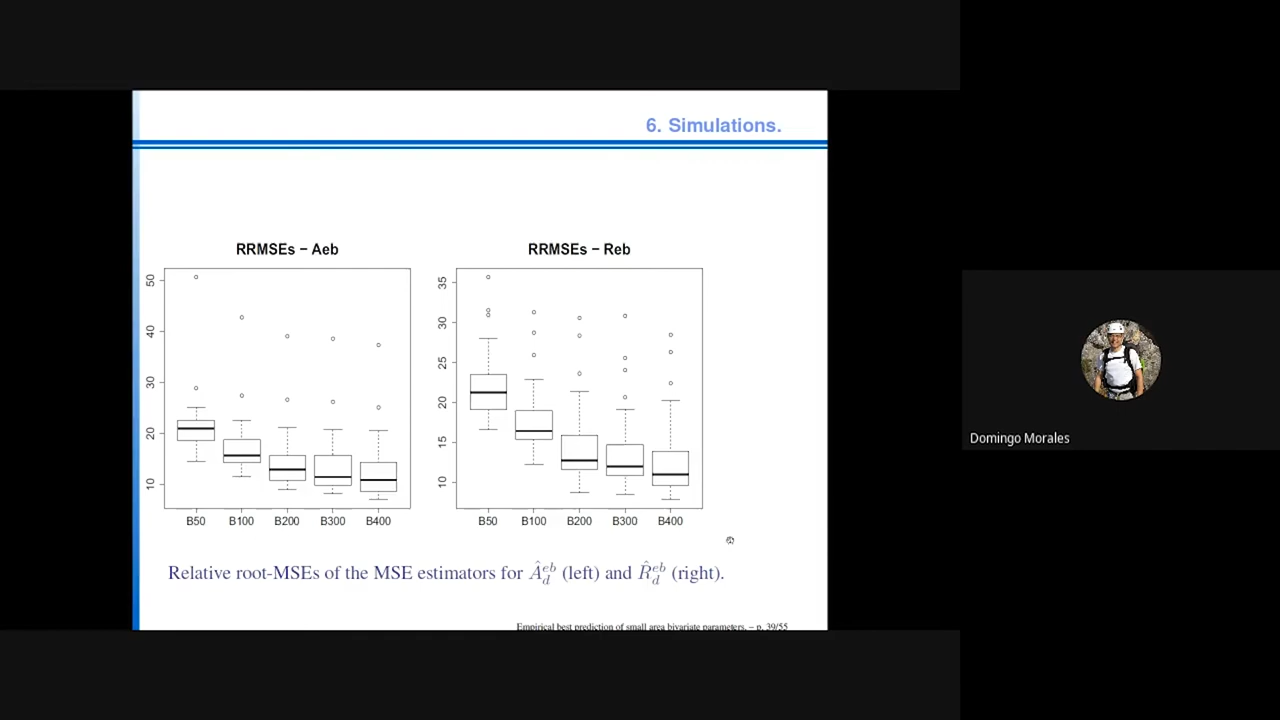 6. Simulations.
RRMSEs − Aeb
RRMSEs − Reb
50
40
30
20
10
B50 B100 B200 B300 B400
35
30
25
20
15
10
B50 B100 B200 B300 B400
Relative root-MSEs of the MSE estimators for Â_d^{eb} (left) and R̂_d^{eb} (right).
Empirical best prediction of small area bivariate parameters. – p. 39/55
Domingo Morales